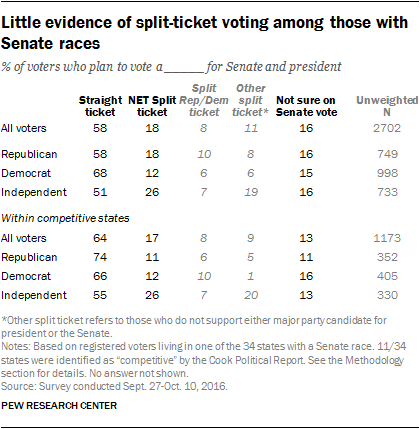 Little evidence of split-ticket voting among those with
Senate races
% of voters who plan to vote a _____ for Senate and president
Straight ticket NET Split ticket Split Rep/Dem ticket Other split ticket* Not sure on Senate vote Unweighted N
All voters 58 18 8 11 16 2702
Republican 58 18 10 8 16 749
Democrat 68 12 6 6 15 998
Independent 51 26 7 19 16 733
Within competitive states
All voters 64 17 8 9 13 1173
Republican 74 11 6 5 11 352
Democrat 66 12 10 1 16 405
Independent 55 26 7 20 13 330
*Other split ticket refers to those who do not support either major party candidate for
president or the Senate.
Notes: Based on registered voters living in one of the 34 states with a Senate race. 11/34
states were identified as “competitive” by the Cook Political Report. See the Methodology
section for details. No answer not shown.
Source: Survey conducted Sept. 27-Oct. 10, 2016.
PEW RESEARCH CENTER